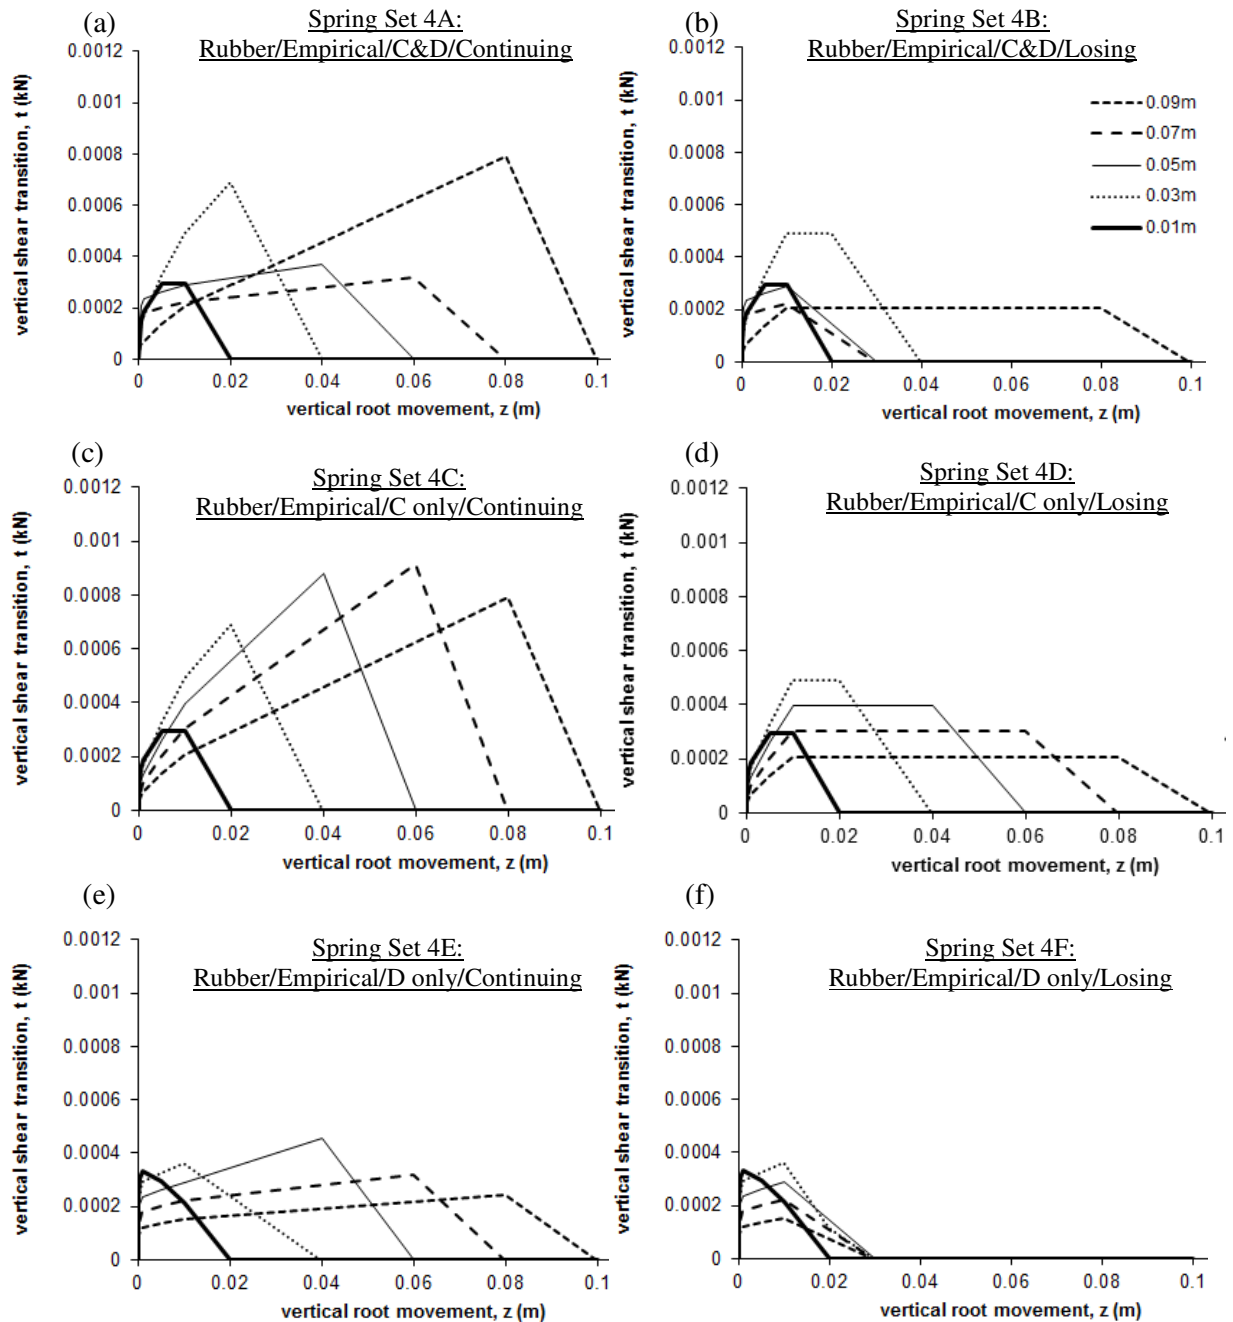 (a)
Spring Set 4A:
Rubber/Empirical/C&D/Continuing
vertical shear transition, t (kN)
0.0012
0.001
0.0008
0.0006
0.0004
0.0002
0
0 0.02 0.04 0.06 0.08 0.1
vertical root movement, z (m)
(b)
Spring Set 4B:
Rubber/Empirical/C&D/Losing
vertical shear transition, t (kN)
0.0012
0.001
0.0008
0.0006
0.0004
0.0002
0
0.09m
0.07m
0.05m
0.03m
0.01m
0 0.02 0.04 0.06 0.08 0.1
vertical root movement, z (m)
(c)
Spring Set 4C:
Rubber/Empirical/C only/Continuing
vertical shear transition, t (kN)
0.0012
0.001
0.0008
0.0006
0.0004
0.0002
0
0 0.02 0.04 0.06 0.08 0.1
vertical root movement, z (m)
(d)
Spring Set 4D:
Rubber/Empirical/C only/Losing
vertical shear transition, t (kN)
0.0012
0.001
0.0008
0.0006
0.0004
0.0002
0
0 0.02 0.04 0.06 0.08 0.1
vertical root movement, z (m)
(e)
Spring Set 4E:
Rubber/Empirical/D only/Continuing
vertical shear transition, t (kN)
0.0012
0.001
0.0008
0.0006
0.0004
0.0002
0
0 0.02 0.04 0.06 0.08 0.1
vertical root movement, z (m)
(f)
Spring Set 4F:
Rubber/Empirical/D only/Losing
vertical shear transition, t (kN)
0.0012
0.001
0.0008
0.0006
0.0004
0.0002
0
0 0.02 0.04 0.06 0.08 0.1
vertical root movement, z (m)